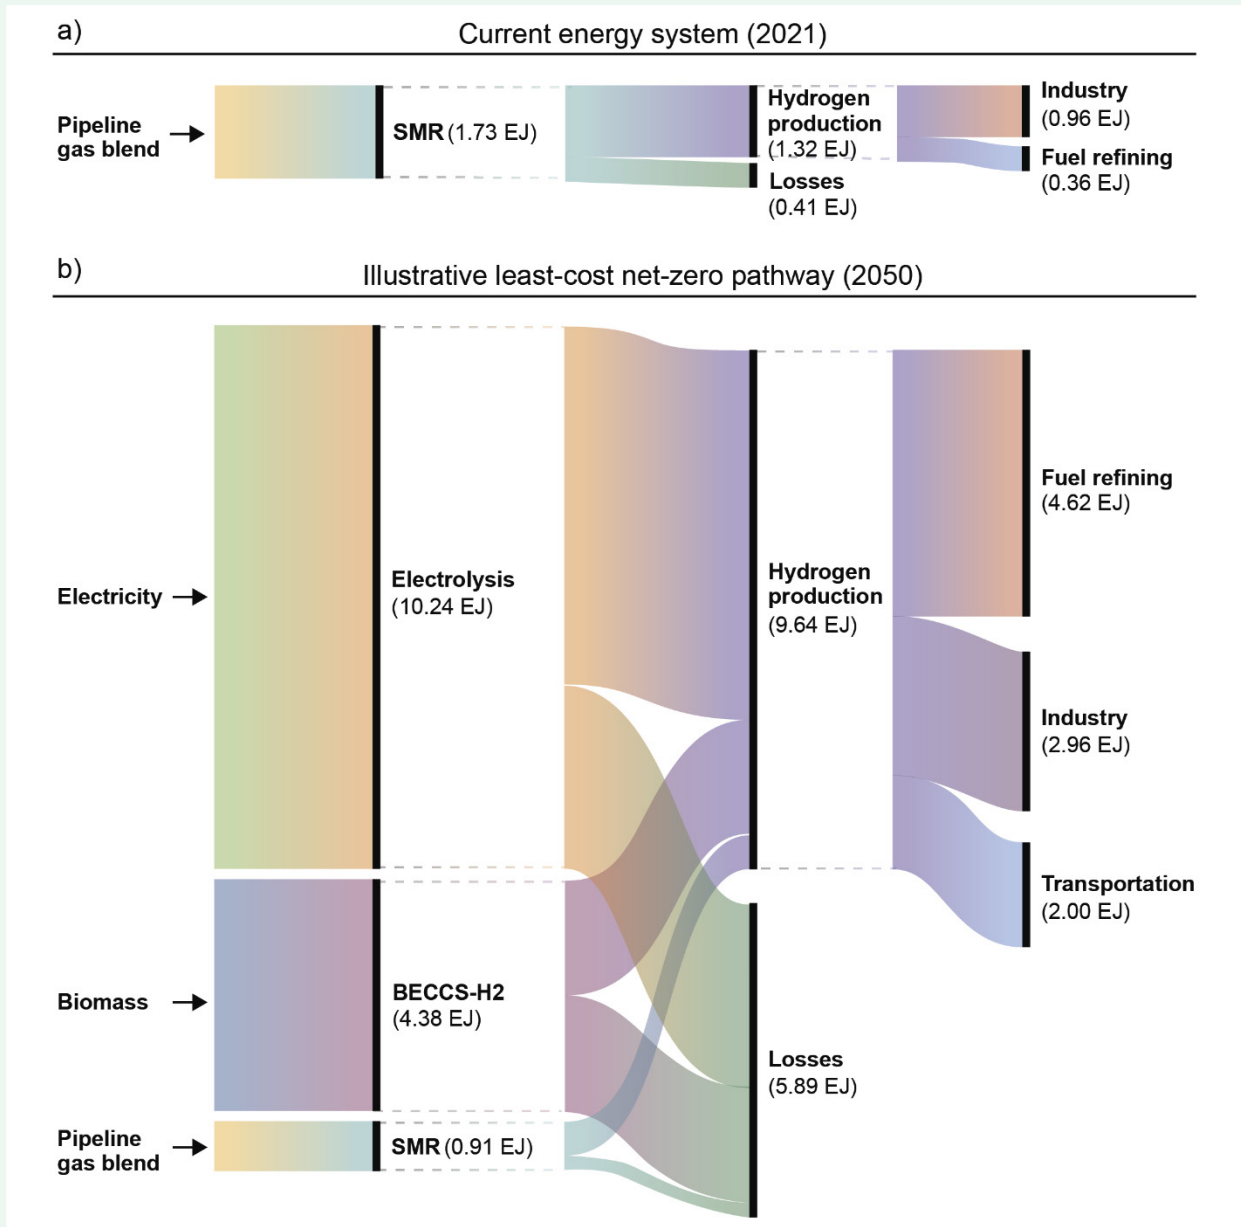 a)
Current energy system (2021)
Pipeline
gas blend
SMR (1.73 EJ)
Hydrogen
production
(1.32 EJ)
Losses
(0.41 EJ)
Industry
(0.96 EJ)
Fuel refining
(0.36 EJ)
b)
Illustrative least-cost net-zero pathway (2050)
Electricity
Electrolysis
(10.24 EJ)
Biomass
BECCS-H2
(4.38 EJ)
Pipeline
gas blend
SMR (0.91 EJ)
Hydrogen
production
(9.64 EJ)
Losses
(5.89 EJ)
Fuel refining
(4.62 EJ)
Industry
(2.96 EJ)
Transportation
(2.00 EJ)